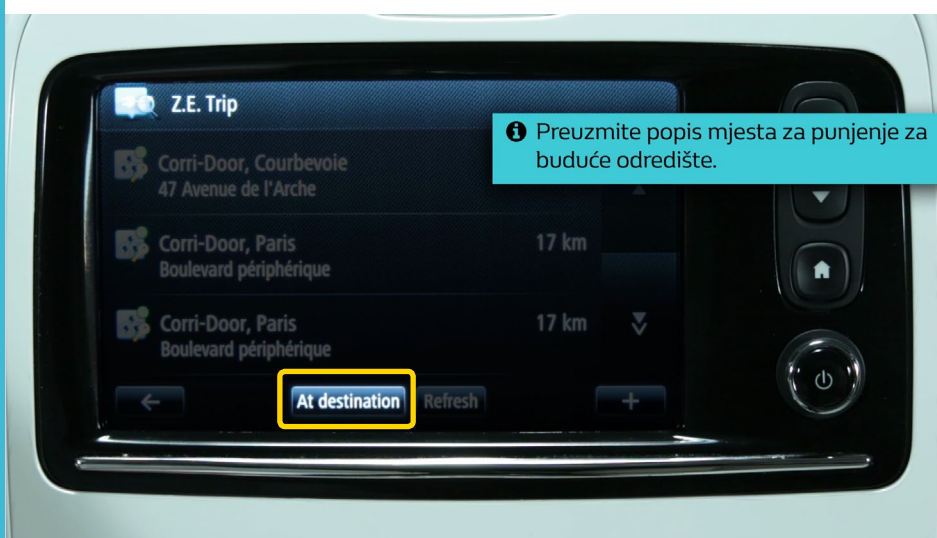 Z.E. Trip
Preuzmite popis mjesta za punjenje za
buduće odredište.
Corri-Door, Courbevoie
47 Avenue de l'Arche
Corri-Door, Paris
17 km
Boulevard périphérique
Corri-Door, Paris
17 km
Boulevard périphérique
At destination
Refresh